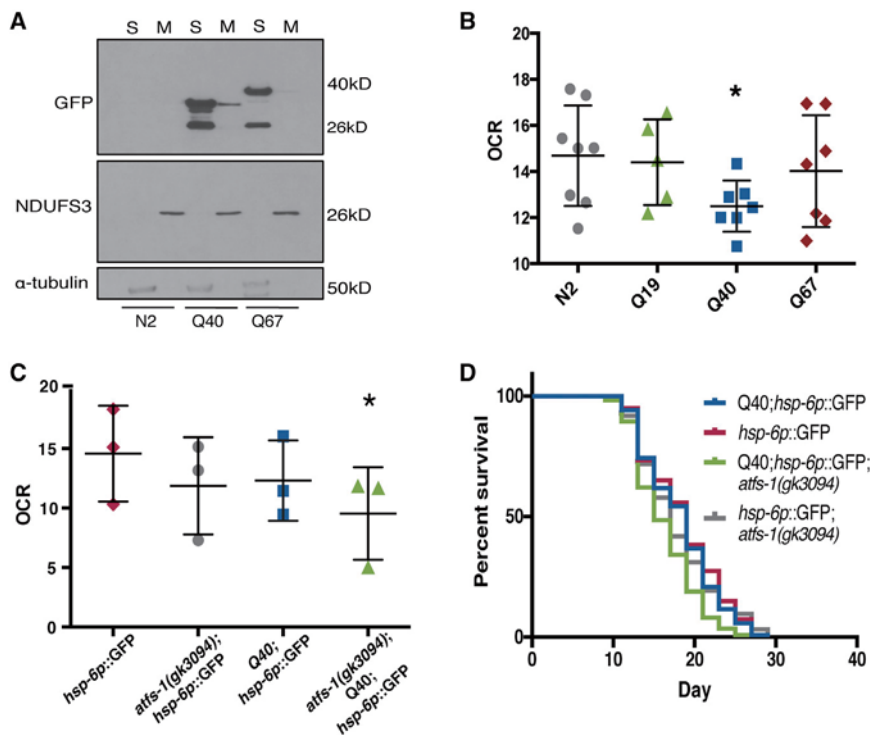 A
S M S M S M
GFP
40kD
26kD
NDUFS3
26kD
α-tubulin
50kD
N2 Q40 Q67
B
OCR
16
14
12
10
18
16
14
12
10
*
N2
Q19
Q40
Q67
C
OCR
20
15
10
5
0
*
hsp-6p::GFP
atfs-1(gk3094);
hsp-6p::GFP
Q40;
hsp-6p::GFP
atfs-1(gk3094);
Q40;
hsp-6p::GFP
D
Percent survival
100
50
0
0 10 20 30 40
Day
Q40;hsp-6p::GFP
hsp-6p::GFP
Q40;hsp-6p::GFP;
atfs-1(gk3094)
hsp-6p::GFP;
atfs-1(gk3094)